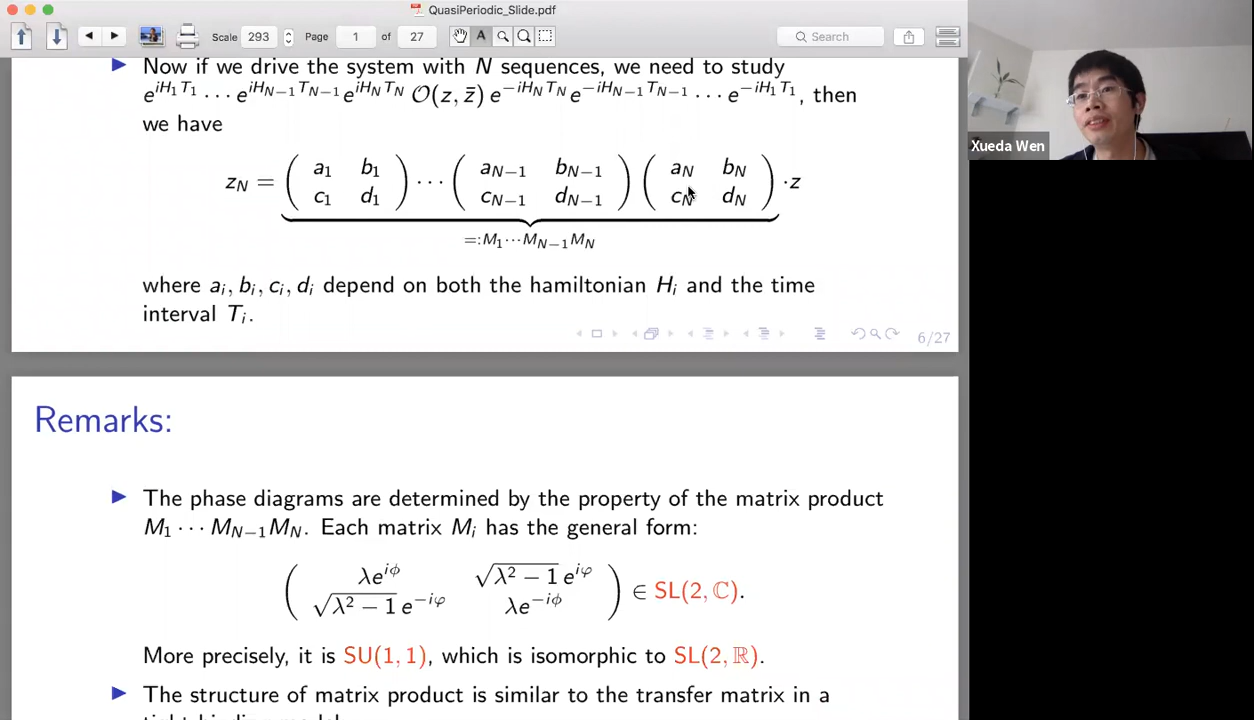 QuasiPeriodic_Slide.pdf
Scale 293 Page 1 of 27 Search
Now if we drive the system with N sequences, we need to study
e^{iH_1T_1} ⋯ e^{iH_{N−1}T_{N−1}} e^{iH_NT_N} O(z, z̄) e^{−iH_NT_N} e^{−iH_{N−1}T_{N−1}} ⋯ e^{−iH_1T_1}, then
we have
z_N = ( a_1 b_1 ; c_1 d_1 ) ⋯ ( a_{N−1} b_{N−1} ; c_{N−1} d_{N−1} ) ( a_N b_N ; c_N d_N ) · z
=:M_1⋯M_{N−1}M_N
where a_i, b_i, c_i, d_i depend on both the hamiltonian H_i and the time
interval T_i.
6/27
Remarks:
The phase diagrams are determined by the property of the matrix product
M_1 ⋯ M_{N−1}M_N. Each matrix M_i has the general form:
( λe^{iϕ} √(λ²−1) e^{iφ} ; √(λ²−1) e^{−iφ} λe^{−iϕ} ) ∈ SL(2, ℂ).
More precisely, it is SU(1, 1), which is isomorphic to SL(2, ℝ).
The structure of matrix product is similar to the transfer matrix in a
tight-binding model
Xueda Wen